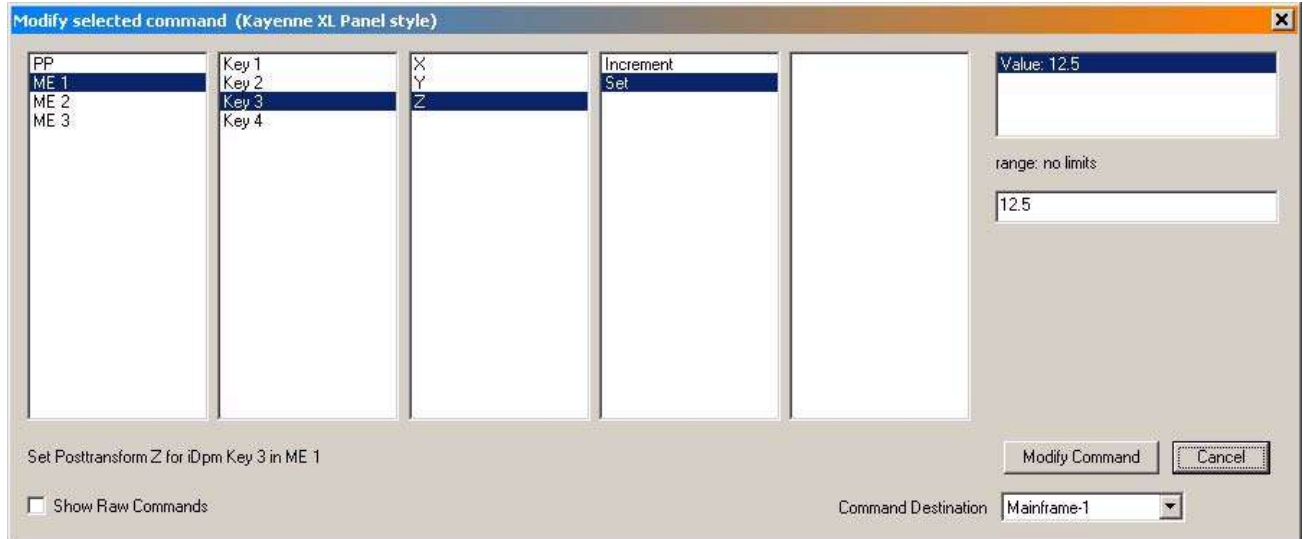 Modify selected command (Kayenne XL Panel style)
PP
ME 1
ME 2
ME 3
Key 1
Key 2
Key 3
Key 4
X
Y
Z
Increment
Set
Value: 12.5
range: no limits
12.5
Set Posttransform Z for iDpm Key 3 in ME 1
Modify Command
Cancel
Show Raw Commands
Command Destination
Mainframe-1